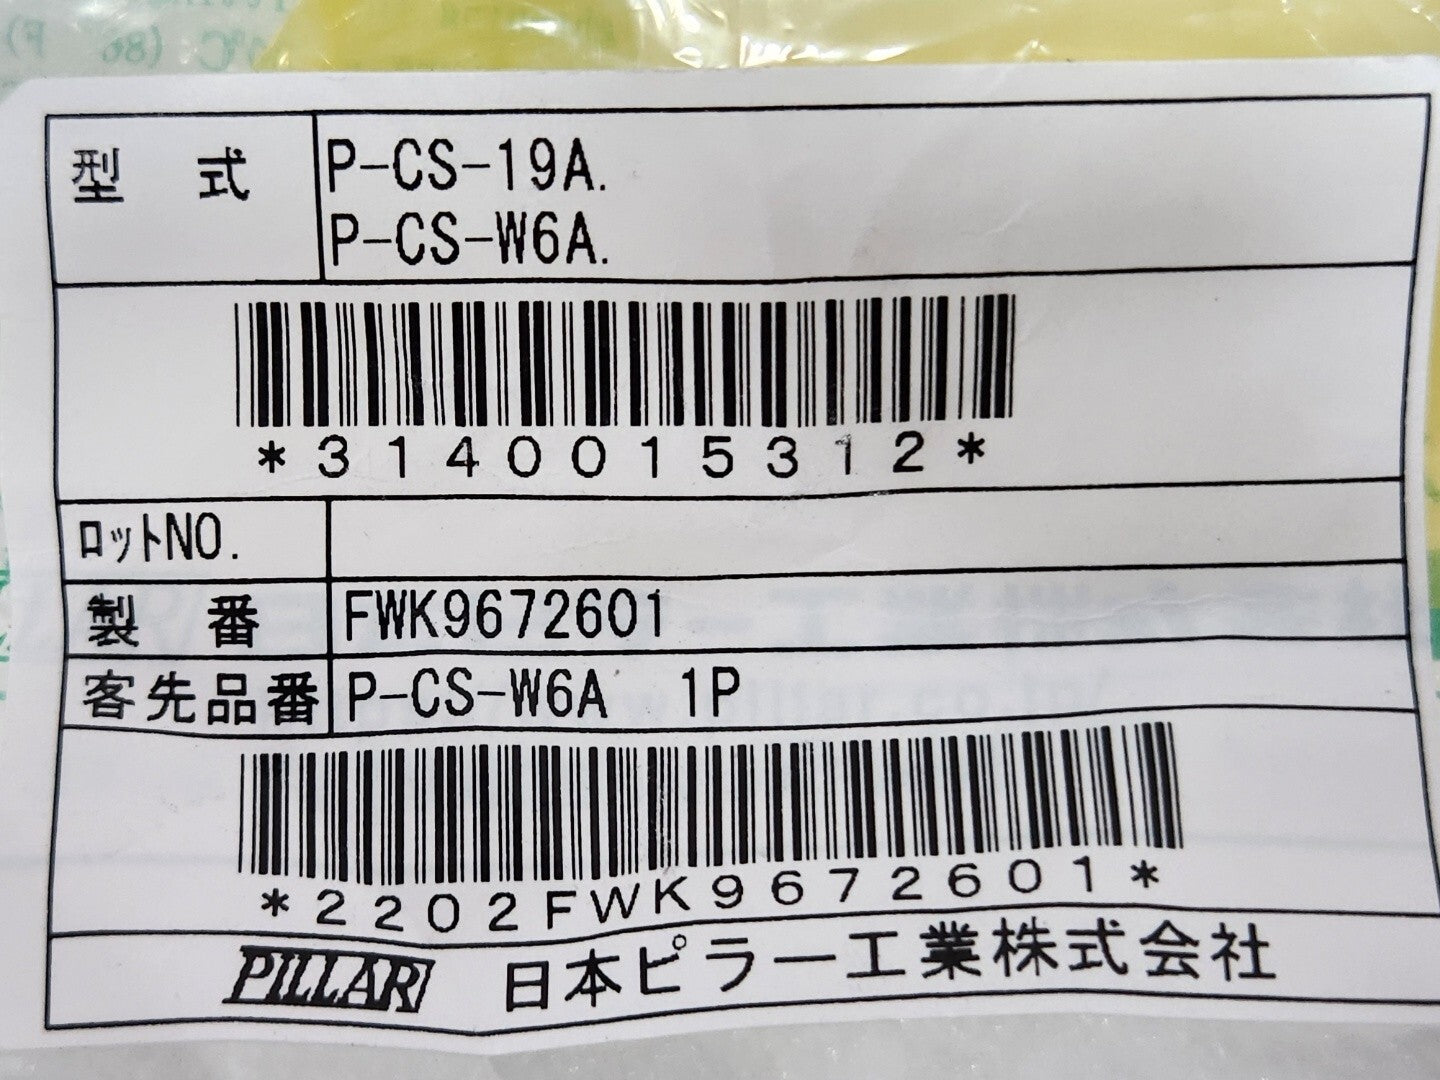 型 式 P-CS-19A.
P-CS-W6A.
*3140015312*
ロットNO.
製 番 FWK9672601
客先品番 P-CS-W6A 1P
*2202FWK9672601*
PILLAR 日本ピラー工業株式会社